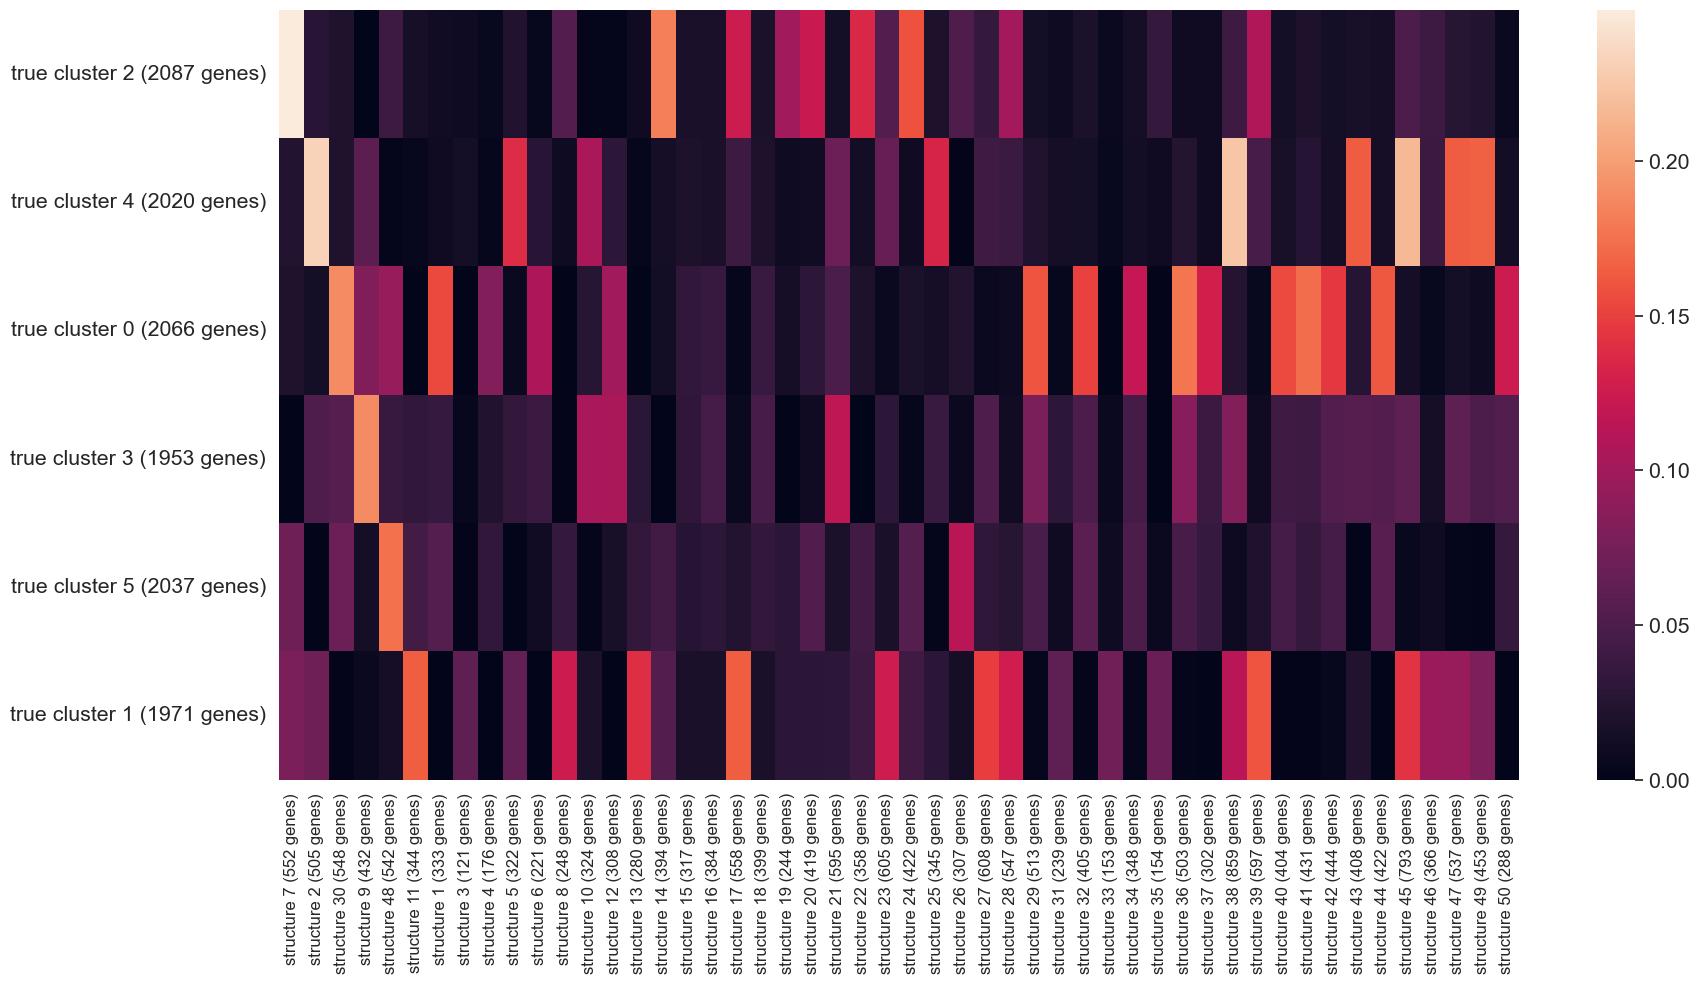 true cluster 2 (2087 genes)
true cluster 4 (2020 genes)
true cluster 0 (2066 genes)
true cluster 3 (1953 genes)
true cluster 5 (2037 genes)
true cluster 1 (1971 genes)
structure 7 (552 genes)
structure 2 (505 genes)
structure 30 (548 genes)
structure 9 (432 genes)
structure 48 (542 genes)
structure 11 (344 genes)
structure 1 (333 genes)
structure 3 (121 genes)
structure 4 (176 genes)
structure 5 (322 genes)
structure 6 (221 genes)
structure 8 (248 genes)
structure 10 (324 genes)
structure 12 (308 genes)
structure 13 (280 genes)
structure 14 (394 genes)
structure 15 (317 genes)
structure 16 (384 genes)
structure 17 (558 genes)
structure 18 (399 genes)
structure 19 (244 genes)
structure 20 (419 genes)
structure 21 (595 genes)
structure 22 (358 genes)
structure 23 (605 genes)
structure 24 (422 genes)
structure 25 (345 genes)
structure 26 (307 genes)
structure 27 (608 genes)
structure 28 (547 genes)
structure 29 (513 genes)
structure 31 (239 genes)
structure 32 (405 genes)
structure 33 (153 genes)
structure 34 (348 genes)
structure 35 (154 genes)
structure 36 (503 genes)
structure 37 (302 genes)
structure 38 (859 genes)
structure 39 (597 genes)
structure 40 (404 genes)
structure 41 (431 genes)
structure 42 (444 genes)
structure 43 (408 genes)
structure 44 (422 genes)
structure 45 (793 genes)
structure 46 (366 genes)
structure 47 (537 genes)
structure 49 (453 genes)
structure 50 (288 genes)
0.20
0.15
0.10
0.05
0.00